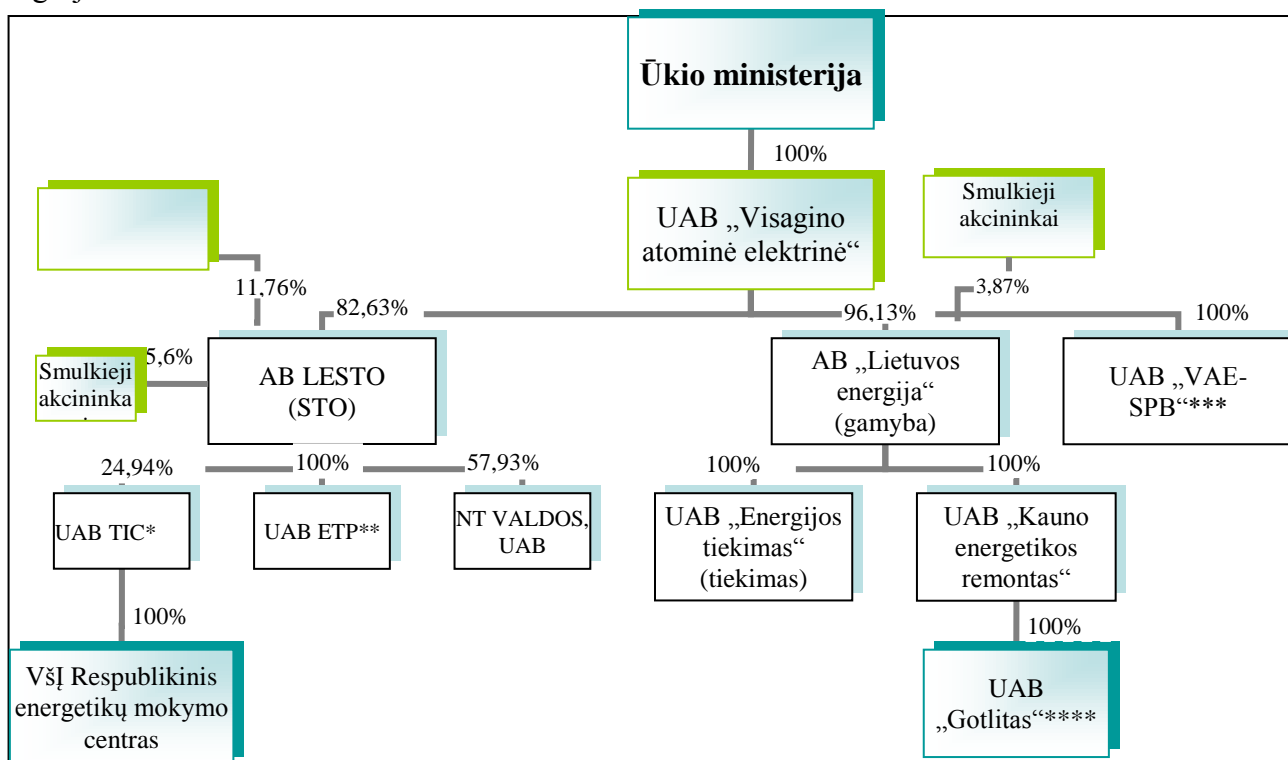 Ūkio ministerija
100%
UAB „Visagino
atominė elektrinė“
Smulkieji
akcininkai
11,76%
3,87%
82,63%
96,13%
100%
Smulkieji
akcininka
5,6%
AB LESTO
(STO)
AB „Lietuvos
energija“
(gamyba)
UAB „VAE-
SPB“***
24,94%
100%
57,93%
100%
100%
UAB TIC*
UAB ETP**
NT VALDOS,
UAB
UAB „Energijos
tiekimas“
(tiekimas)
UAB „Kauno
energetikos
remontas“
100%
100%
VšĮ Respublikinis
energetikų mokymo
centras
UAB
„Gotlitas“****